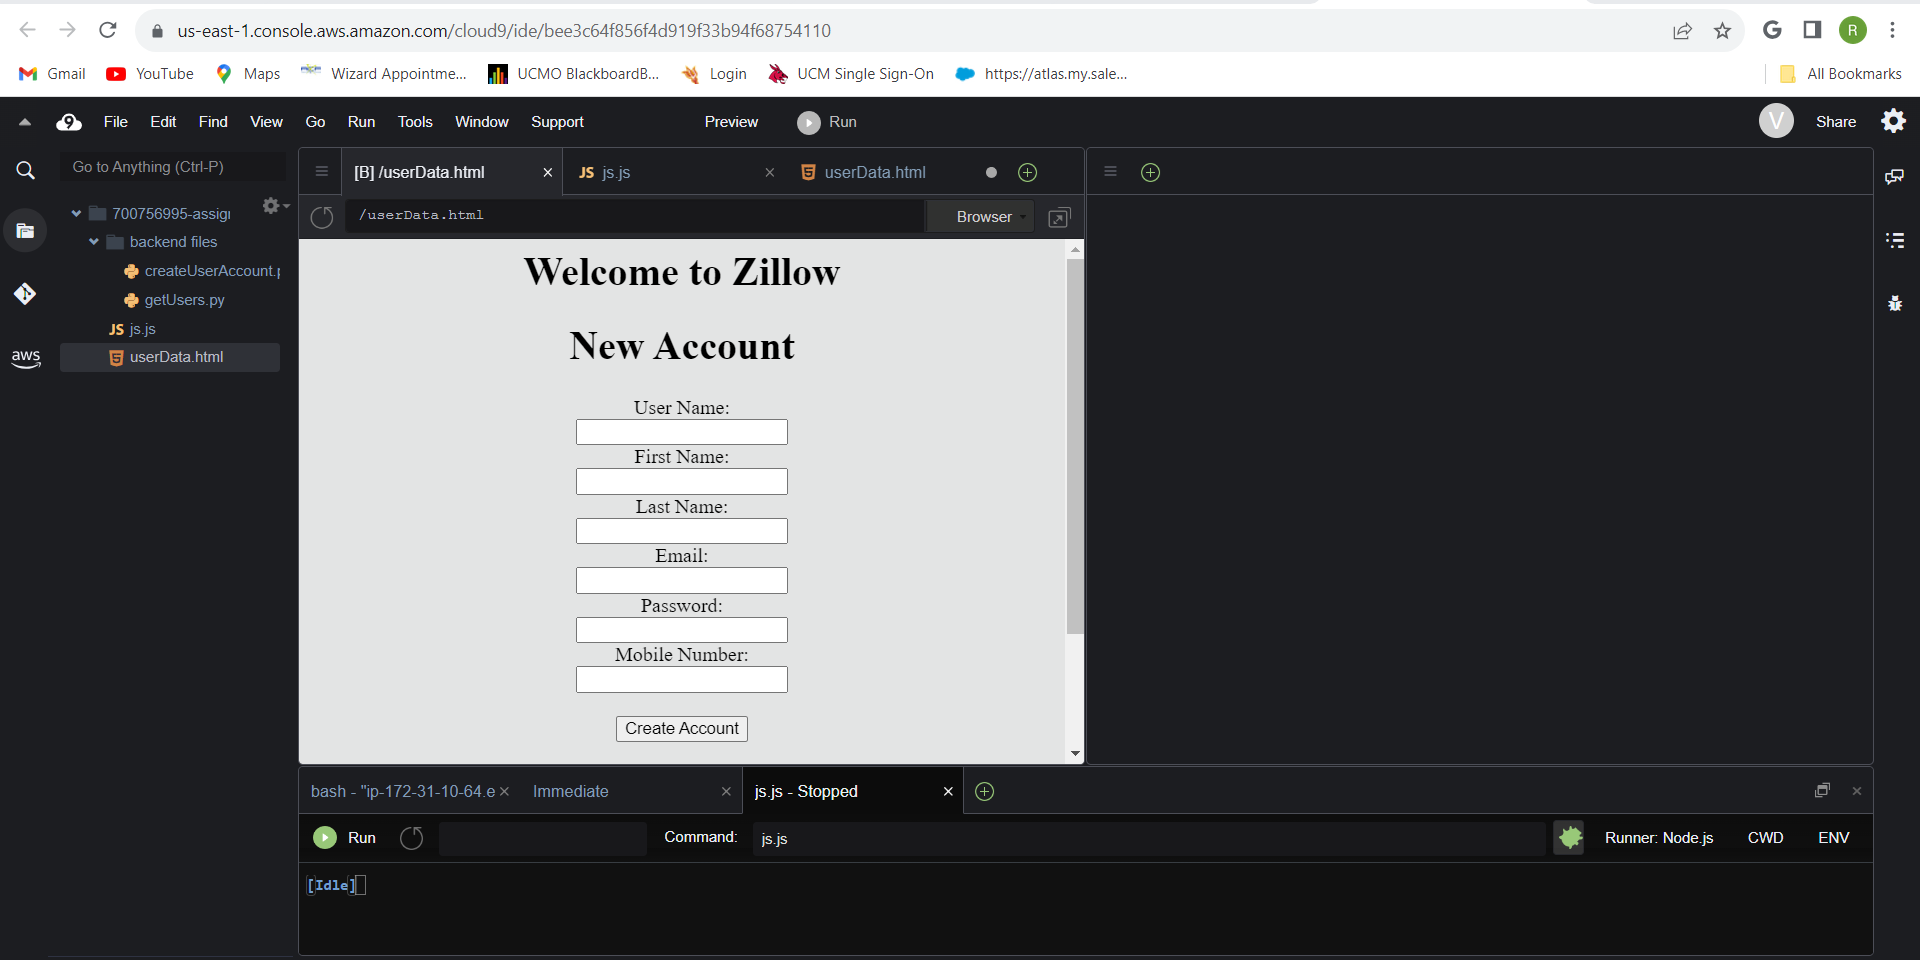 us-east-1.console.aws.amazon.com/cloud9/ide/bee3c64f856f4d919f33b94f68754110
G
R
Gmail YouTube Maps Wizard Appointme... UCMO BlackboardB... Login UCM Single Sign-On https://atlas.my.sale... All Bookmarks
9 File Edit Find View Go Run Tools Window Support Preview Run V Share
Go to Anything (Ctrl-P)
700756995-assigr
backend files
createUserAccount.p
getUsers.py
JS js.js
5 userData.html
aws
[B] /userData.html × JS js.js × 5 userData.html
/userData.html Browser
Welcome to Zillow
New Account
User Name:
First Name:
Last Name:
Email:
Password:
Mobile Number:
Create Account
bash - "ip-172-31-10-64.e × Immediate × js.js - Stopped ×
Run Command: js.js Runner: Node.js CWD ENV
[Idle]